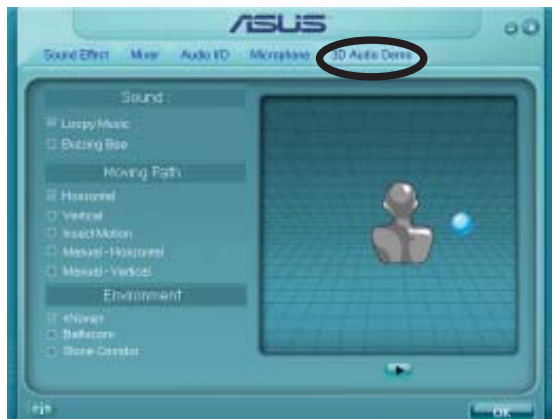 ASUS
Sound Effect Mixer Audio I/O Microphone 3D Audio Demo
Sound
Loopy Music
Buzzing Bee
Moving Path
Horizontal
Vertical
Insect Motion
Manual - Horizontal
Manual - Vertical
Environment
<None>
Bathroom
Stone Corridor
OK